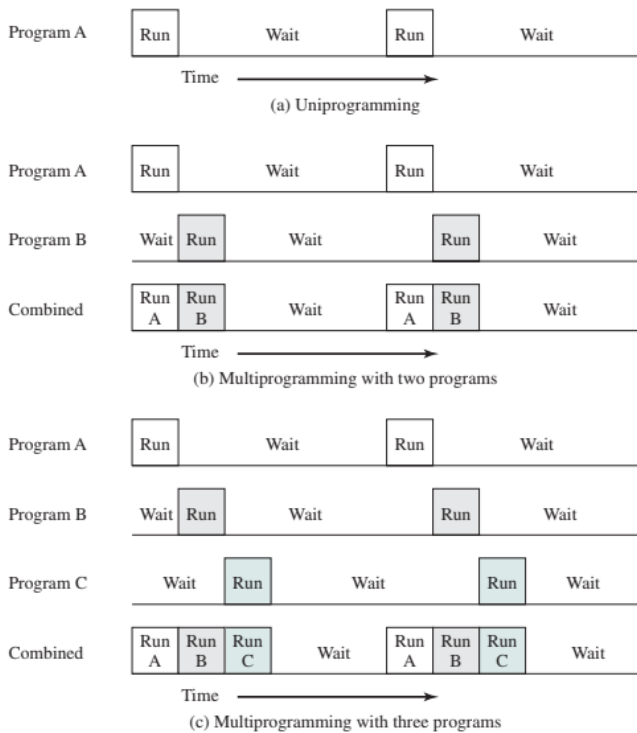 Program A Run Wait Run Wait
Time
(a) Uniprogramming
Program A Run Wait Run Wait
Program B Wait Run Wait Run Wait
Combined Run A Run B Wait Run A Run B Wait
Time
(b) Multiprogramming with two programs
Program A Run Wait Run Wait
Program B Wait Run Wait Run Wait
Program C Wait Run Wait Run Wait
Combined Run A Run B Run C Wait Run A Run B Run C Wait
Time
(c) Multiprogramming with three programs